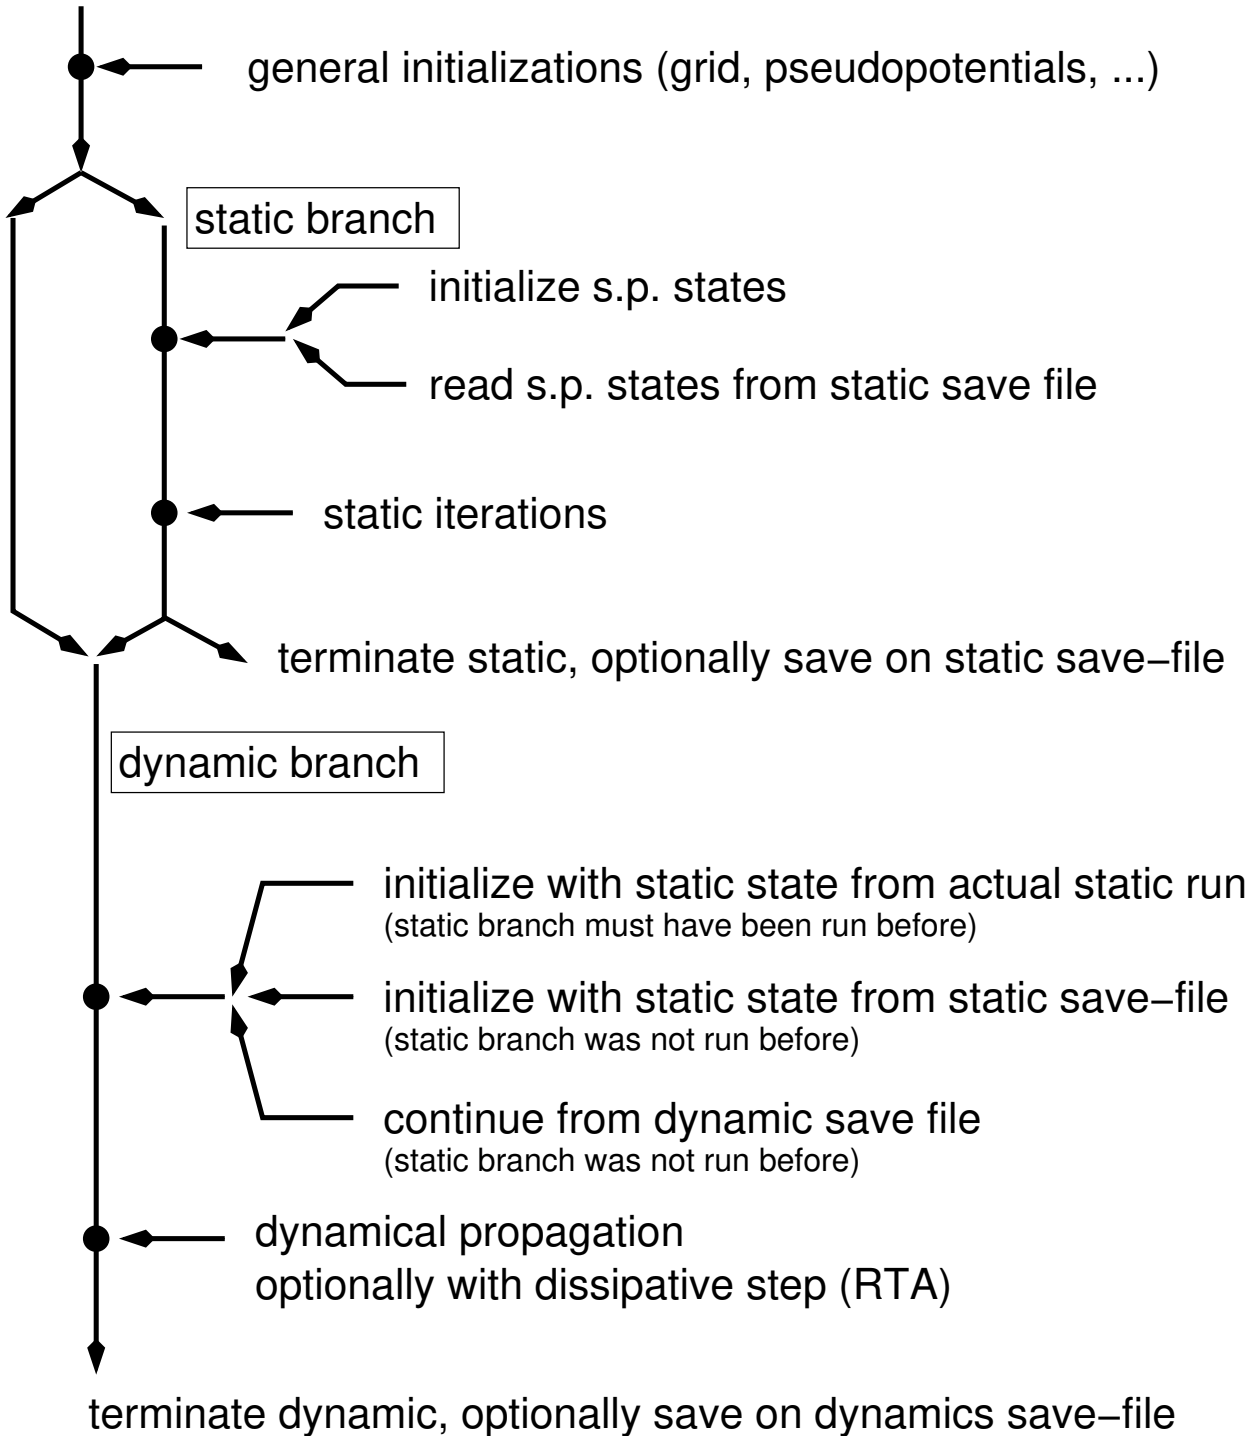 general initializations (grid, pseudopotentials, ...)
static branch
initialize s.p. states
read s.p. states from static save file
static iterations
terminate static, optionally save on static save−file
dynamic branch
initialize with static state from actual static run
(static branch must have been run before)
initialize with static state from static save−file
(static branch was not run before)
continue from dynamic save file
(static branch was not run before)
dynamical propagation
optionally with dissipative step (RTA)
terminate dynamic, optionally save on dynamics save−file